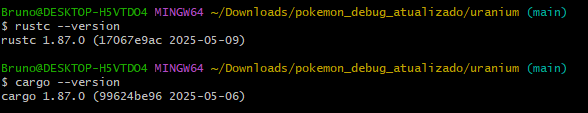 Bruno@DESKTOP-H5VTDO4 MINGW64 ~/Downloads/pokemon_debug_atualizado/uranium (main)
$ rustc --version
rustc 1.87.0 (17067e9ac 2025-05-09)
Bruno@DESKTOP-H5VTDO4 MINGW64 ~/Downloads/pokemon_debug_atualizado/uranium (main)
$ cargo --version
cargo 1.87.0 (99624be96 2025-05-06)